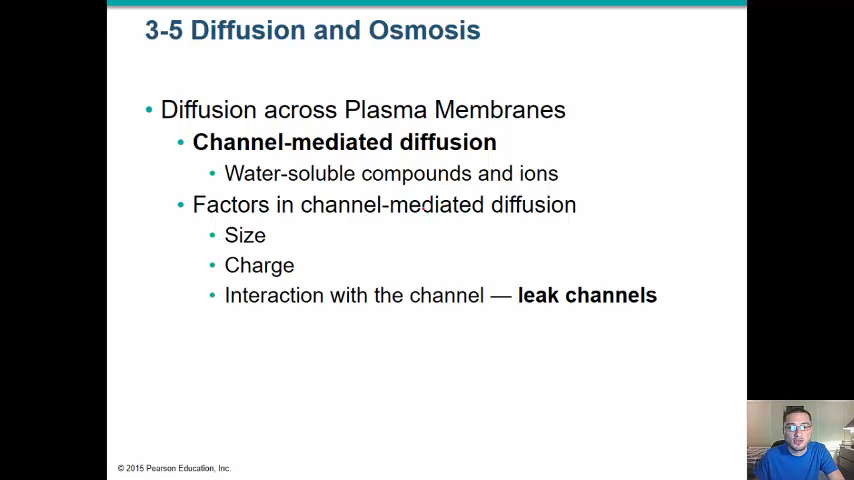 3-5 Diffusion and Osmosis
• Diffusion across Plasma Membranes
• Channel-mediated diffusion
• Water-soluble compounds and ions
• Factors in channel-mediated diffusion
• Size
• Charge
• Interaction with the channel — leak channels
© 2015 Pearson Education, Inc.